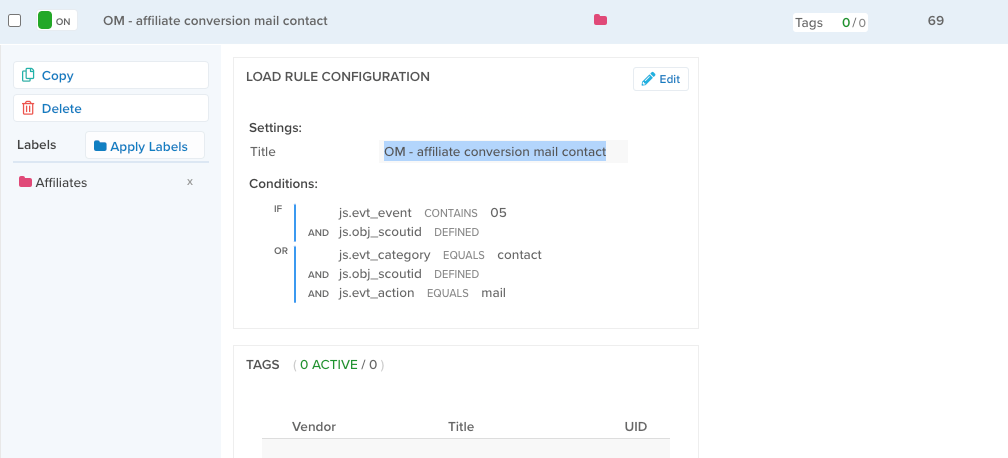 ON OM - affiliate conversion mail contact Tags 0/0 69
Copy
Delete
Labels Apply Labels
Affiliates x
LOAD RULE CONFIGURATION Edit
Settings:
Title OM - affiliate conversion mail contact
Conditions:
IF js.evt_event CONTAINS 05
AND js.obj_scoutid DEFINED
OR js.evt_category EQUALS contact
AND js.obj_scoutid DEFINED
AND js.evt_action EQUALS mail
TAGS ( 0 ACTIVE / 0 )
Vendor Title UID